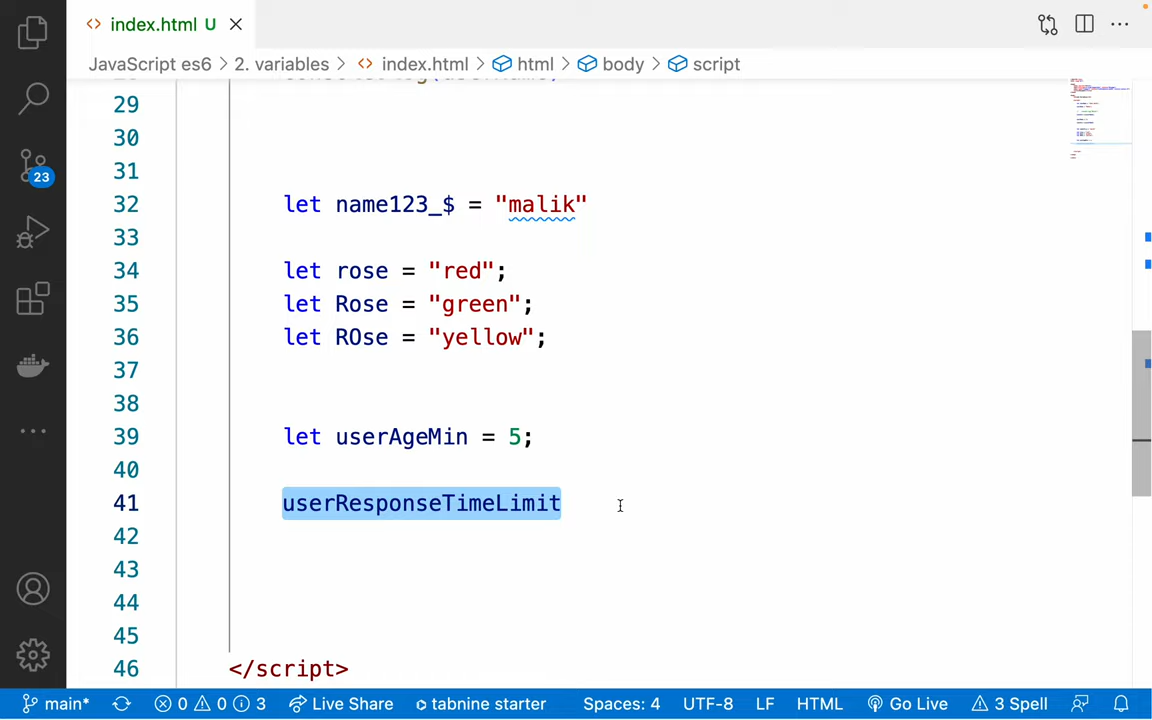 index.html U
JavaScript es6 > 2. variables > index.html > html > body > script
29
30
31
32 let name123_$ = "malik"
33
34 let rose = "red";
35 let Rose = "green";
36 let ROse = "yellow";
37
38
39 let userAgeMin = 5;
40
41 userResponseTimeLimit
42
43
44
45
46 </script>
23
main* 0 0 3 Live Share tabnine starter Spaces: 4 UTF-8 LF HTML Go Live 3 Spell